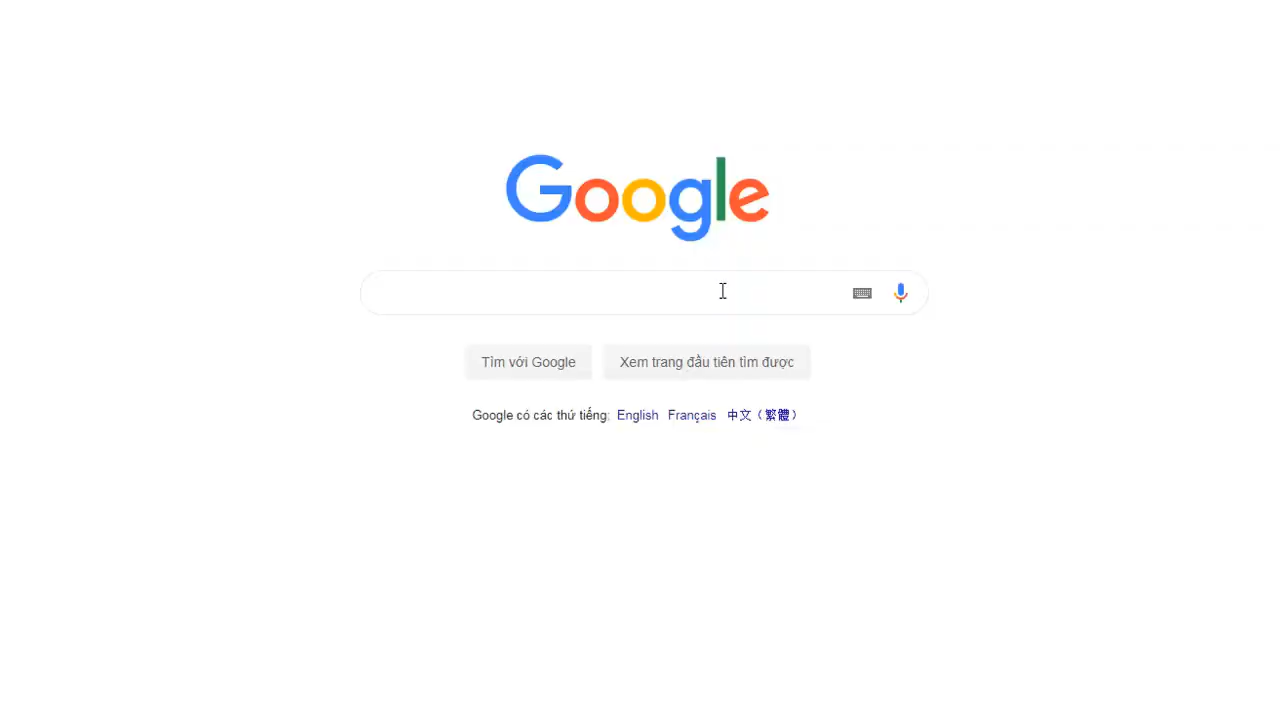 Google
Tìm với Google Xem trang đầu tiên tìm được
Google có các thứ tiếng: English Français 中文（繁體）